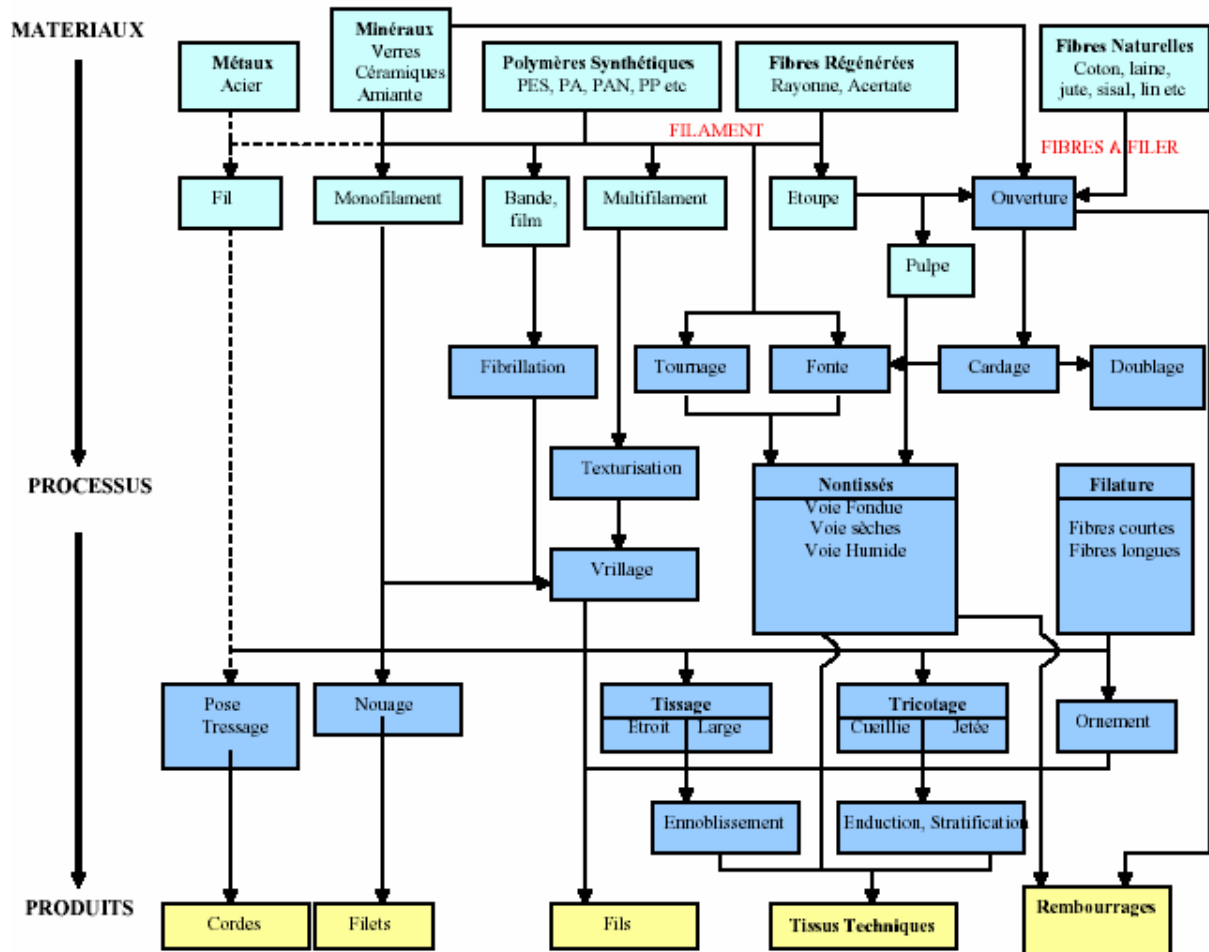 MATERIAUX
Métaux
Acier
Minéraux
Verres
Céramiques
Amiante
Polymères Synthétiques
PES, PA, PAN, PP etc
Fibres Régénérées
Rayonne, Acertate
Fibres Naturelles
Coton, laine,
jute, sisal, lin etc
FILAMENT
FIBRES A FILER
Fil
Monofilament
Bande,
film
Multifilament
Etoupe
Ouverture
Pulpe
Fibrillation
Tournage
Fonte
Cardage
Doublage
PROCESSUS
Texturisation
Nontissés
Voie Fondue
Voie sèches
Voie Humide
Filature
Fibres courtes
Fibres longues
Vrillage
Pose
Tressage
Nouage
Tissage
Etroit Large
Tricotage
Cueillie Jetée
Ornement
Ennoblissement
Enduction, Stratification
PRODUITS
Cordes
Filets
Fils
Tissus Techniques
Rembourrages